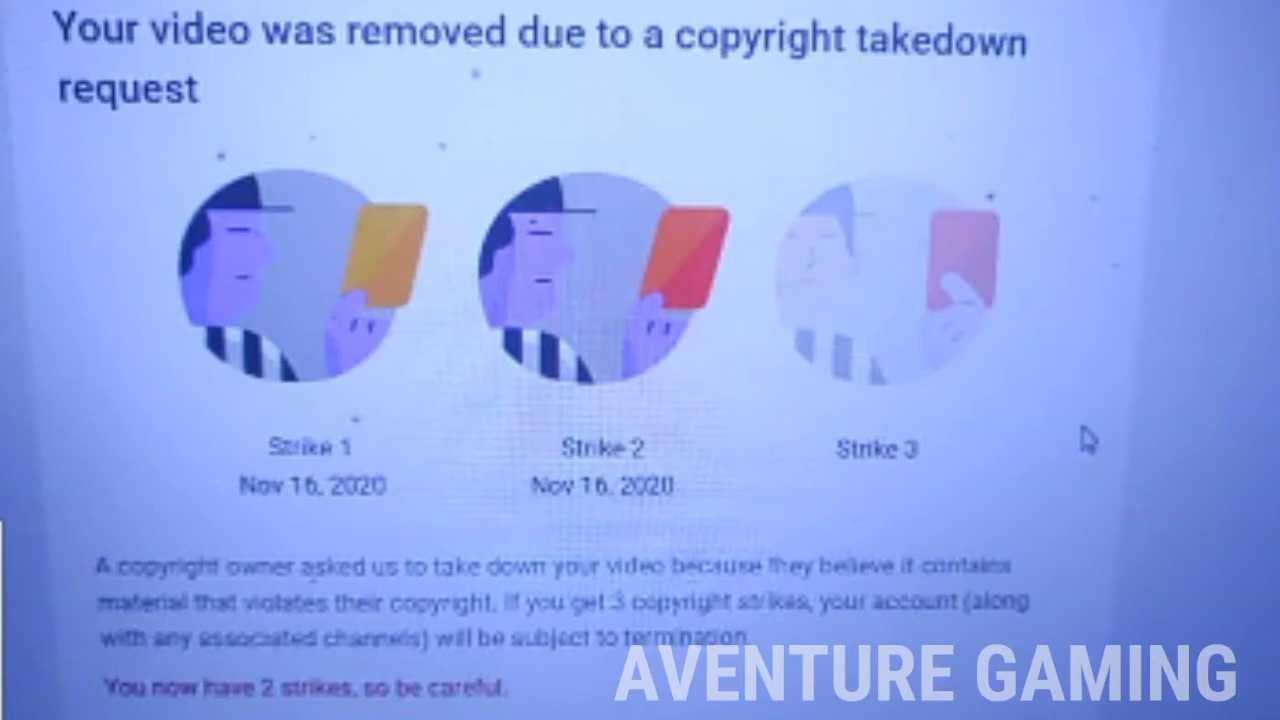 Your video was removed due to a copyright takedown
request
Strike 1
Strike 2
Strike 3
Nov 16, 2020
Nov 16, 2020
A copyright owner asked us to take down your video because they believe it contains
material that violates their copyright. If you get 3 copyright strikes, your account (along
with any associated channels) will be subject to termination.
You now have 2 strikes, so be careful.
AVENTURE GAMING